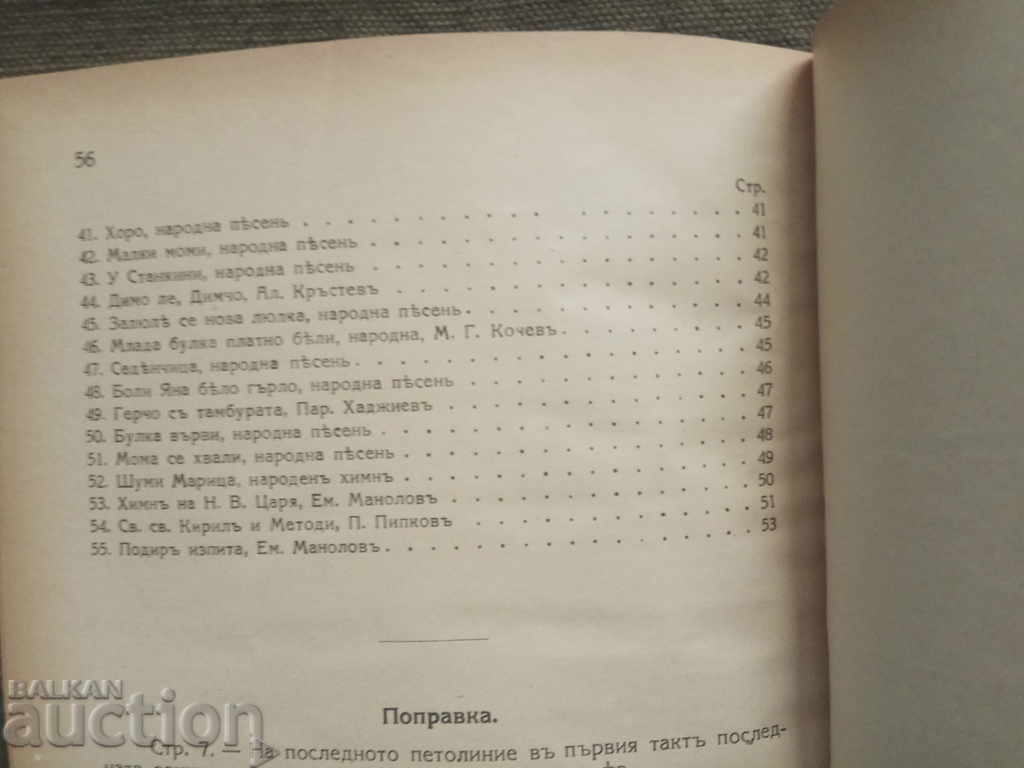 56
Стр.
41. Хоро, народна пѣсень . . . . . . . . . . . . . . . . . . 41
42. Малки моми, народна пѣсень . . . . . . . . . . . . . . . . 41
43. У Станкини, народна пѣсень . . . . . . . . . . . . . . . . 42
44. Димо ле, Димчо, Ал. Кръстевъ . . . . . . . . . . . . . . . 42
45. Залюлѣ се нова люлка, народна пѣсень . . . . . . . . . . . . 44
46. Млада булка платно бѣли, народна, М. Г. Кочевъ . . . . . . . . 45
47. Седѣнчица, народна пѣсень . . . . . . . . . . . . . . . . 45
48. Боли Яна бѣло гърло, народна пѣсень . . . . . . . . . . . . 46
49. Герчо съ тамбурата, Пар. Хаджиевъ . . . . . . . . . . . . . 47
50. Булка върви, народна пѣсень . . . . . . . . . . . . . . . 47
51. Мома се хвали, народна пѣсень . . . . . . . . . . . . . . 48
52. Шуми Марица, народенъ химнъ . . . . . . . . . . . . . . . 49
53. Химнъ на Н. В. Царя, Ем. Маноловъ . . . . . . . . . . . . . 50
54. Св. св. Кирилъ и Методи, П. Пипковъ . . . . . . . . . . . . 51
55. Подиръ изпита, Ем. Маноловъ . . . . . . . . . . . . . . . 53
Поправка.
Стр. 7. — На последното петолиние въ първия тактъ послед-
BALKAN
auction